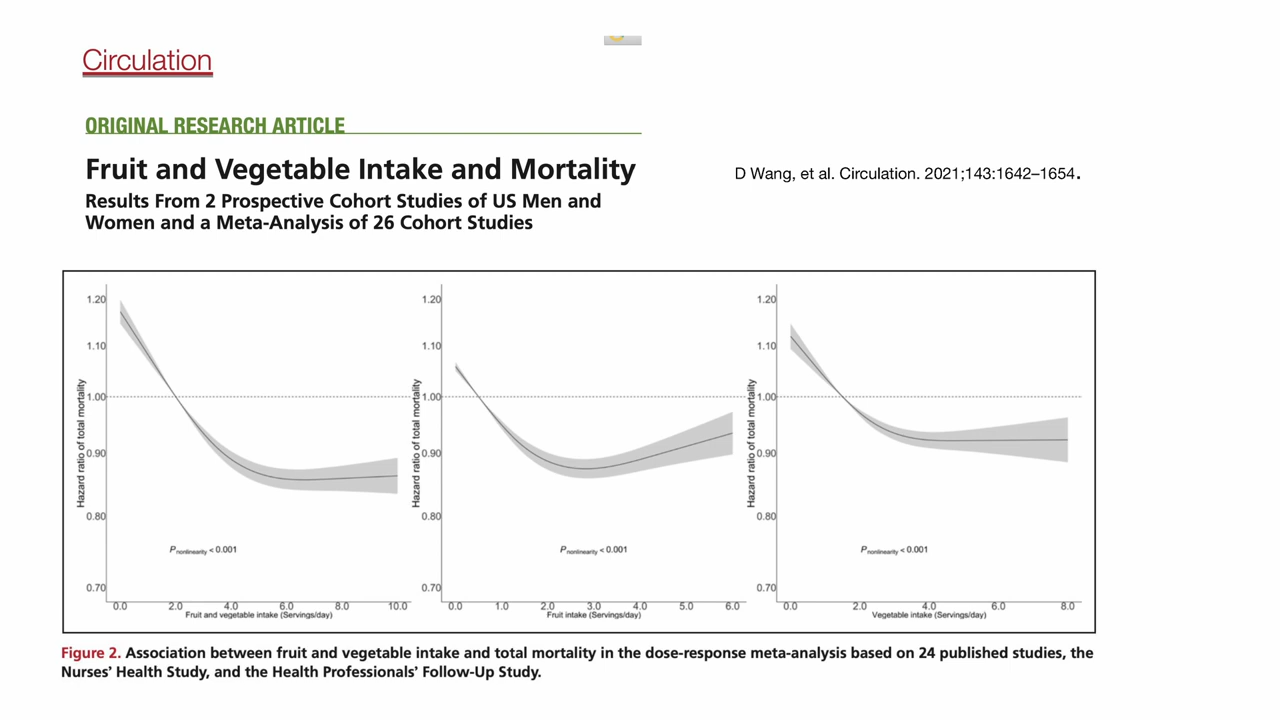 Circulation
ORIGINAL RESEARCH ARTICLE
Fruit and Vegetable Intake and Mortality
D Wang, et al. Circulation. 2021;143:1642–1654.
Results From 2 Prospective Cohort Studies of US Men and
Women and a Meta-Analysis of 26 Cohort Studies
Hazard ratio of total mortality
1.20
1.10
1.00
0.90
0.80
0.70
P nonlinearity < 0.001
0.0 2.0 4.0 6.0 8.0 10.0
Fruit and vegetable intake (Servings/day)
Hazard ratio of total mortality
1.20
1.10
1.00
0.90
0.80
0.70
P nonlinearity < 0.001
0.0 1.0 2.0 3.0 4.0 5.0 6.0
Fruit intake (Servings/day)
Hazard ratio of total mortality
1.20
1.10
1.00
0.90
0.80
0.70
P nonlinearity < 0.001
0.0 2.0 4.0 6.0 8.0
Vegetable intake (Servings/day)
Figure 2. Association between fruit and vegetable intake and total mortality in the dose-response meta-analysis based on 24 published studies, the
Nurses’ Health Study, and the Health Professionals’ Follow-Up Study.